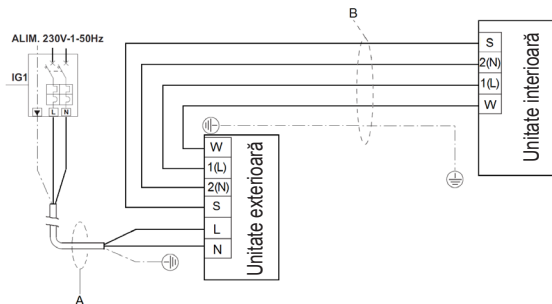 B
ALIM. 230V-1-50Hz
IG1
L N
S
2(N)
1(L)
W
Unitate interioară
W
1(L)
2(N)
S
L
N
Unitate exterioară
A